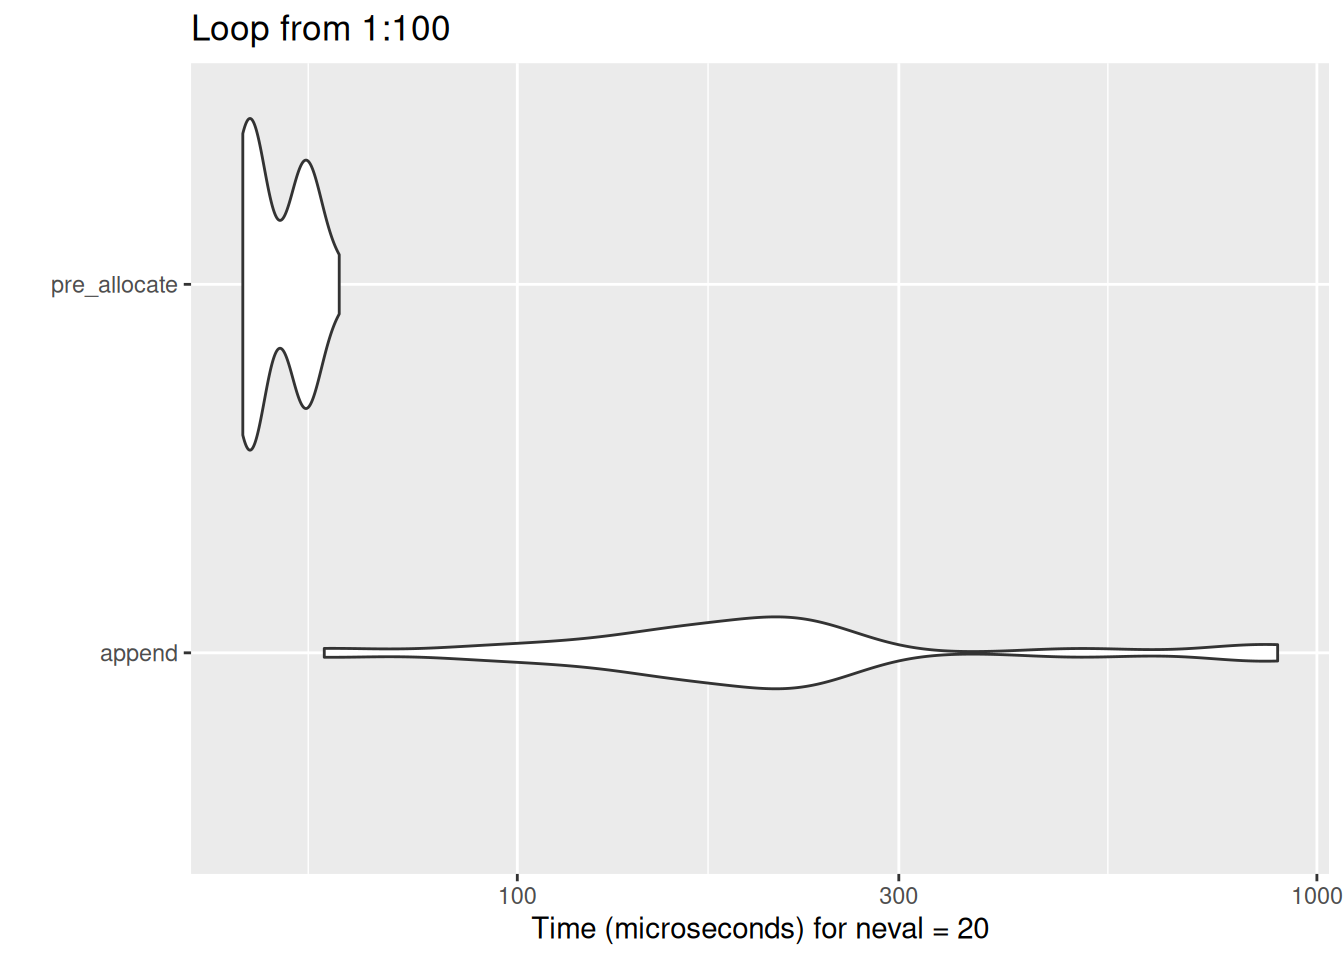 Loop from 1:100
pre_allocate
append
100
300
1000
Time (microseconds) for neval = 20